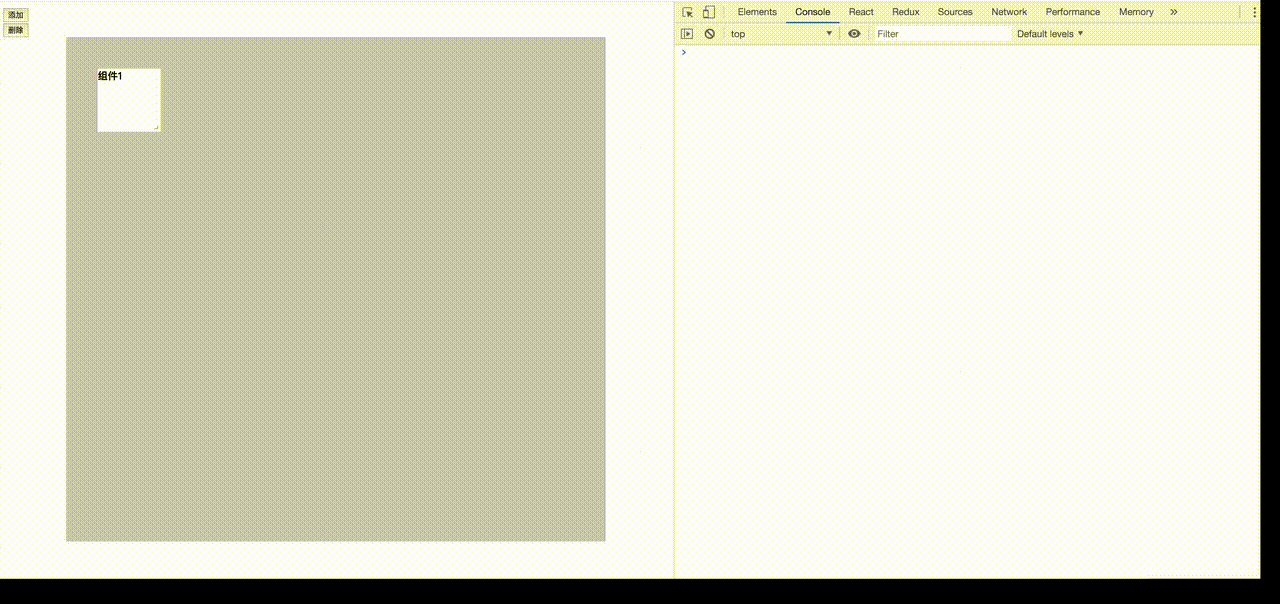 添加
删除
组件1
Elements Console React Redux Sources Network Performance Memory »
top ▼ Filter Default levels ▼
>